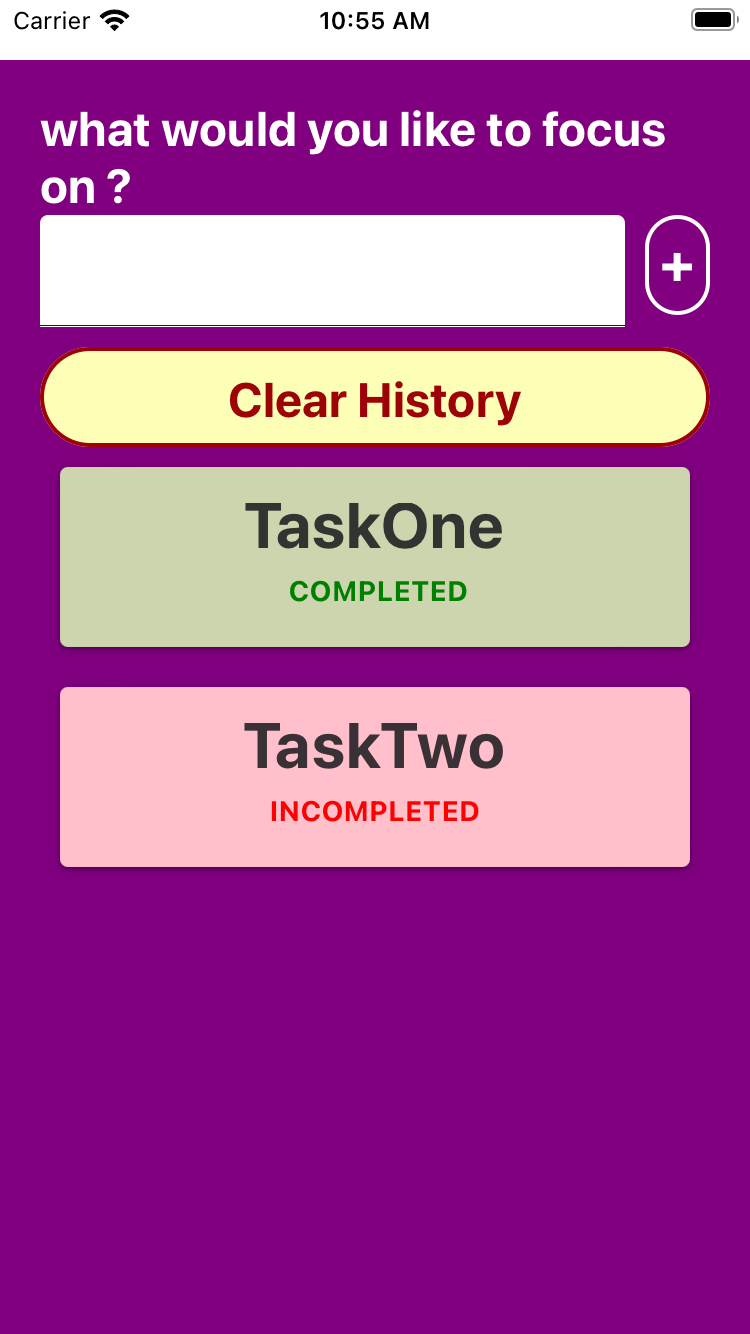 Carrier 10:55 AM
what would you like to focus
on ?
+
Clear History
TaskOne
COMPLETED
TaskTwo
INCOMPLETED